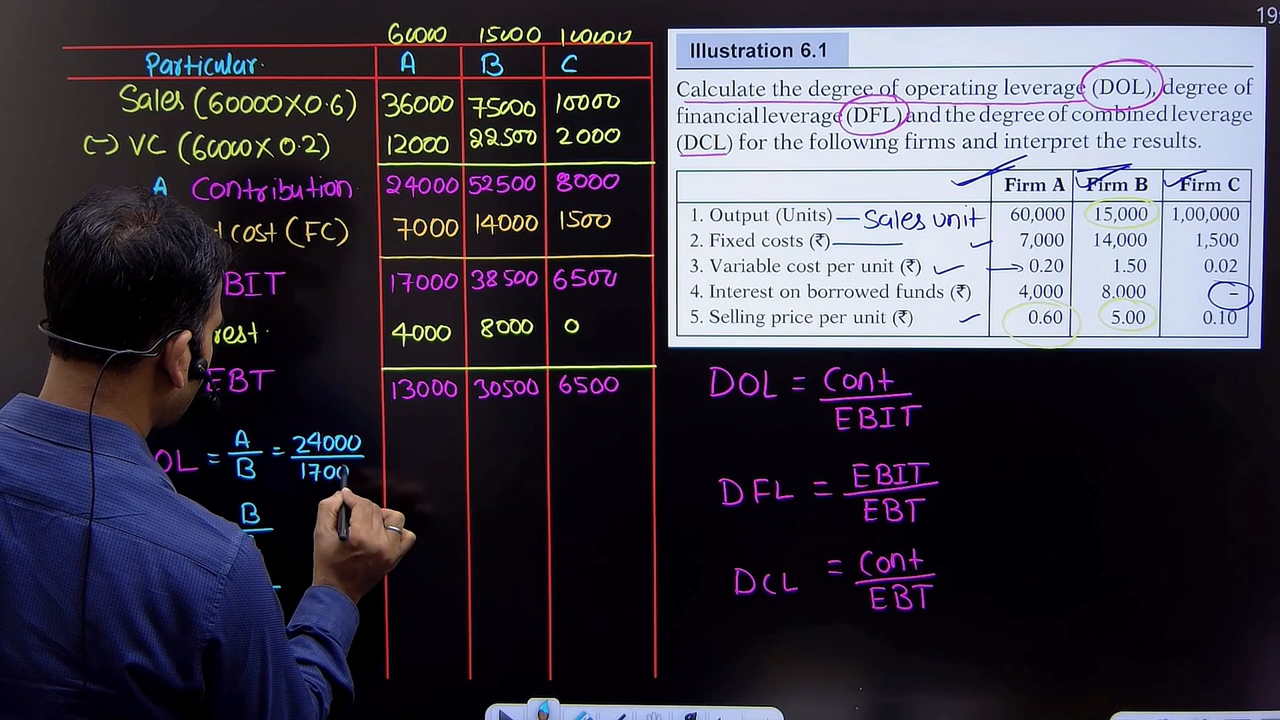 19:
60000 15000 100000
Particular. A B C
Sales (60000×0.6) 36000 75000 10000
(-) VC (60000×0.2) 12000 22500 2000
A Contribution 24000 52500 8000
cost (FC) 7000 14000 1500
BIT 17000 38500 6500
rest. 4000 8000 0
EBT 13000 30500 6500
OL = A/B = 24000/1700
B
Illustration 6.1
Calculate the degree of operating leverage (DOL), degree of
financial leverage (DFL) and the degree of combined leverage
(DCL) for the following firms and interpret the results.
Firm A Firm B Firm C
1. Output (Units) — Sales unit 60,000 15,000 1,00,000
2. Fixed costs (₹) 7,000 14,000 1,500
3. Variable cost per unit (₹) 0.20 1.50 0.02
4. Interest on borrowed funds (₹) 4,000 8,000 –
5. Selling price per unit (₹) 0.60 5.00 0.10
DOL = Cont/EBIT
DFL = EBIT/EBT
DCL = Cont/EBT